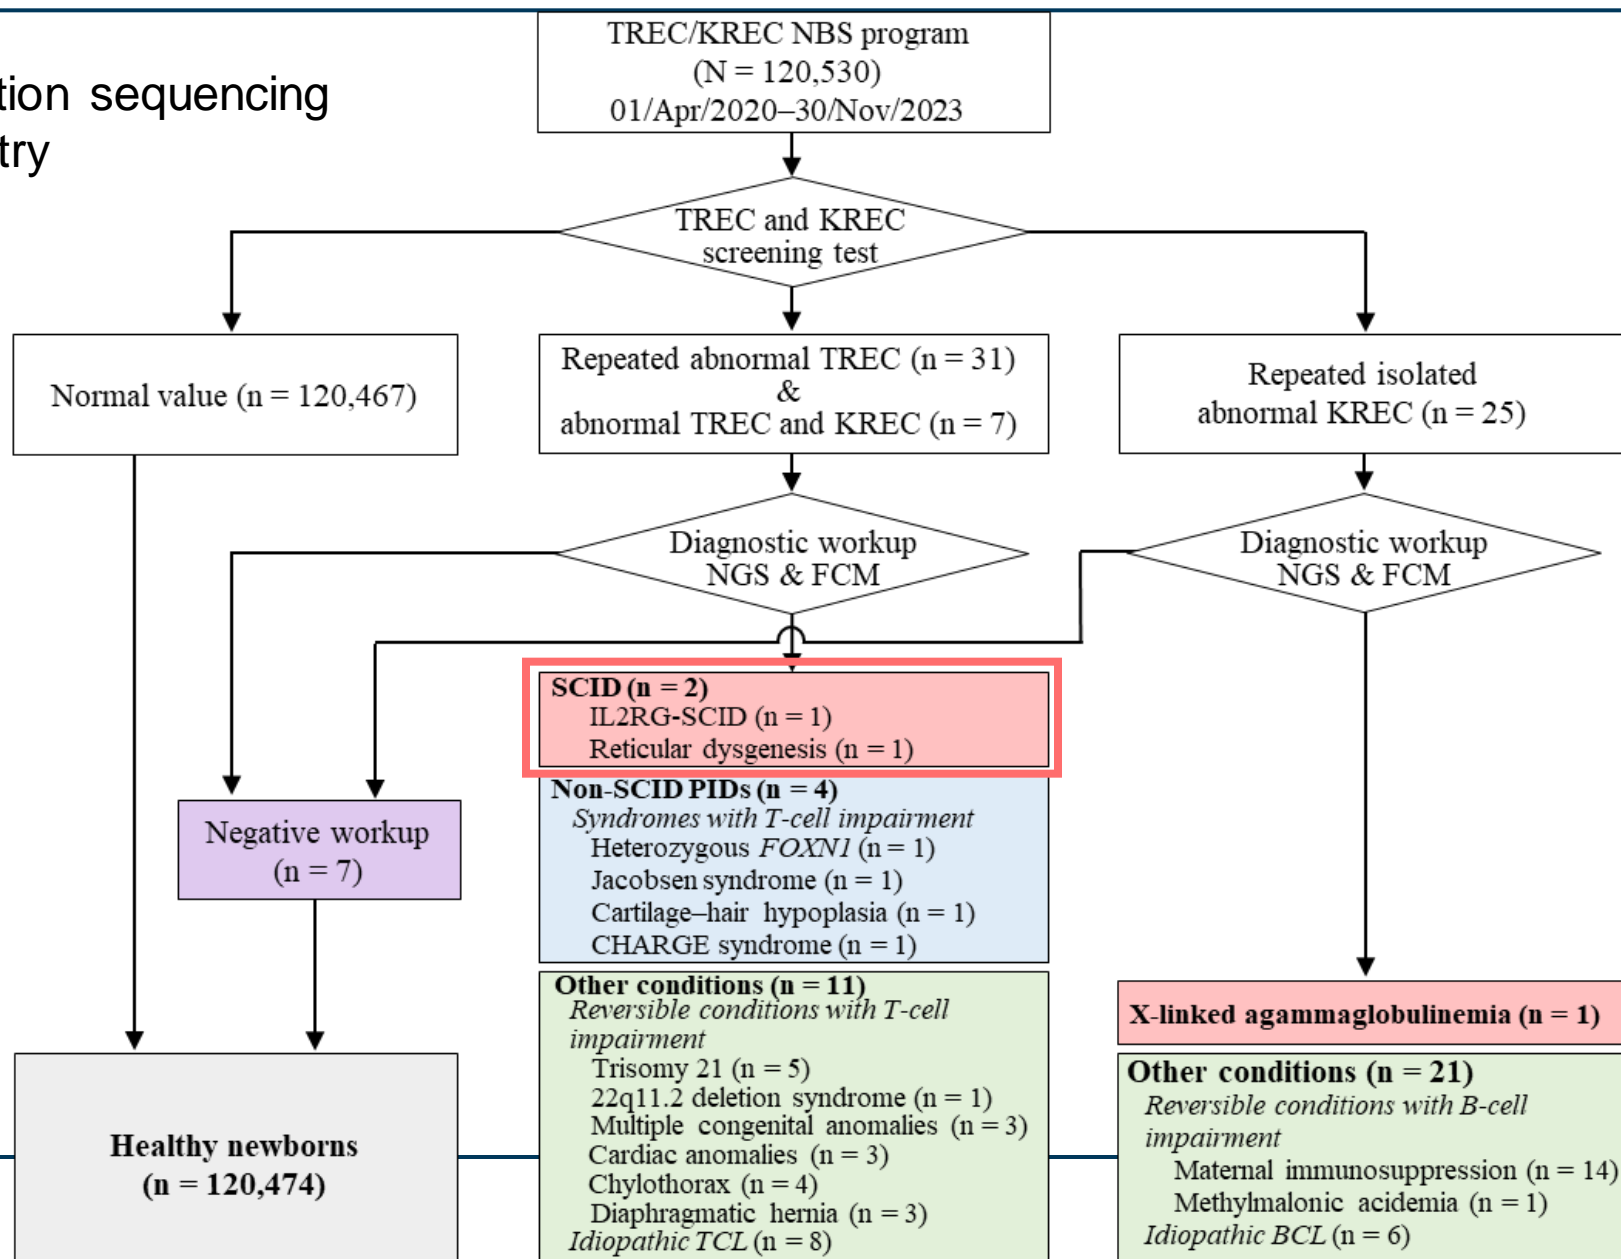 tion sequencing
try
TREC/KREC NBS program
(N = 120,530)
01/Apr/2020–30/Nov/2023
TREC and KREC
screening test
Normal value (n = 120,467)
Repeated abnormal TREC (n = 31)
&
abnormal TREC and KREC (n = 7)
Repeated isolated
abnormal KREC (n = 25)
Diagnostic workup
NGS & FCM
Diagnostic workup
NGS & FCM
Negative workup
(n = 7)
SCID (n = 2)
IL2RG-SCID (n = 1)
Reticular dysgenesis (n = 1)
Non-SCID PIDs (n = 4)
Syndromes with T-cell impairment
Heterozygous FOXN1 (n = 1)
Jacobsen syndrome (n = 1)
Cartilage–hair hypoplasia (n = 1)
CHARGE syndrome (n = 1)
Other conditions (n = 11)
Reversible conditions with T-cell
impairment
Trisomy 21 (n = 5)
22q11.2 deletion syndrome (n = 1)
Multiple congenital anomalies (n = 3)
Cardiac anomalies (n = 3)
Chylothorax (n = 4)
Diaphragmatic hernia (n = 3)
Idiopathic TCL (n = 8)
X-linked agammaglobulinemia (n = 1)
Other conditions (n = 21)
Reversible conditions with B-cell
impairment
Maternal immunosuppression (n = 14)
Methylmalonic acidemia (n = 1)
Idiopathic BCL (n = 6)
Healthy newborns
(n = 120,474)